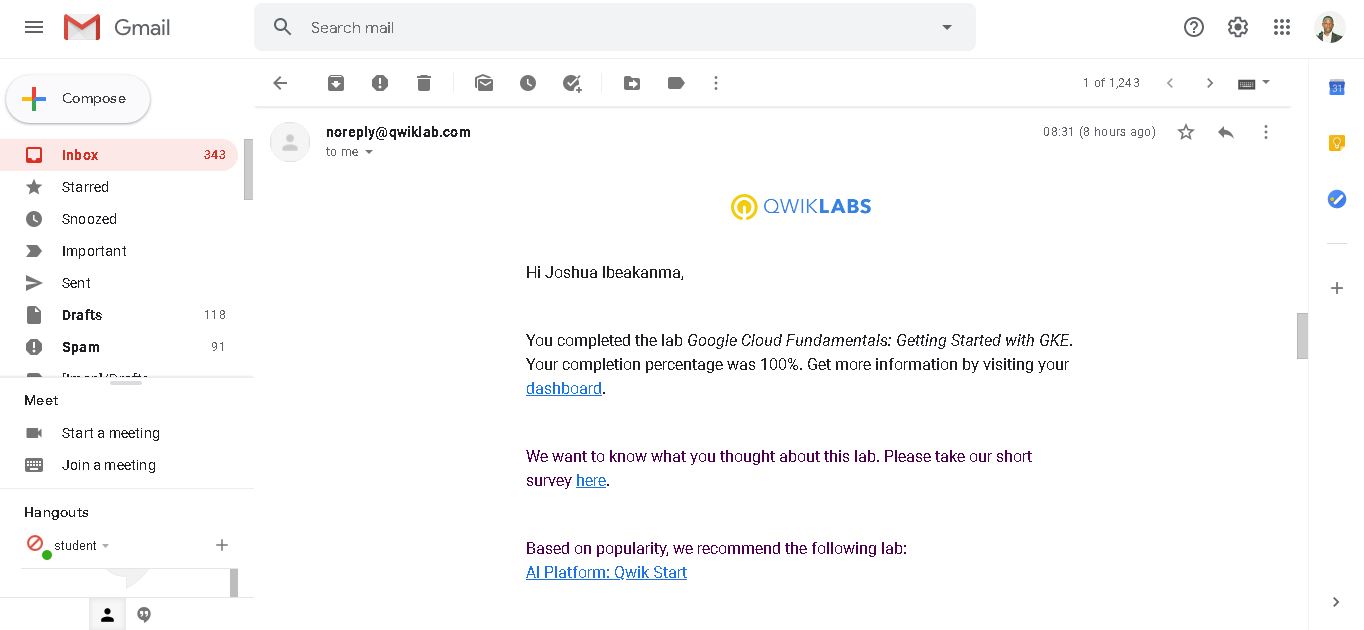 Gmail
Search mail
Compose
1 of 1,243
Inbox 343
Starred
Snoozed
Important
Sent
Drafts 118
Spam 91
[Imap]/Drafts
Meet
Start a meeting
Join a meeting
Hangouts
student
noreply@qwiklab.com
08:31 (8 hours ago)
to me
QWIKLABS
Hi Joshua Ibeakanma,
You completed the lab Google Cloud Fundamentals: Getting Started with GKE.
Your completion percentage was 100%. Get more information by visiting your
dashboard.
We want to know what you thought about this lab. Please take our short
survey here.
Based on popularity, we recommend the following lab:
AI Platform: Qwik Start
31